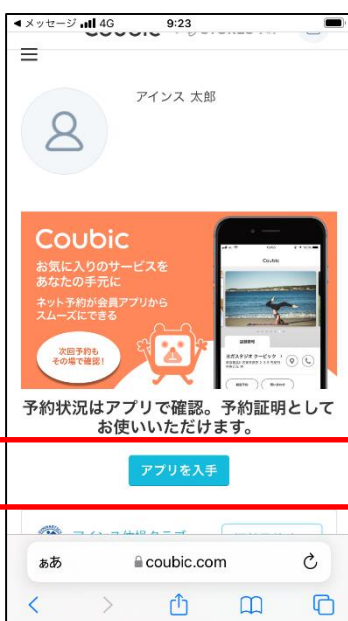 メッセージ 4G 9:23
アインス 太郎
Coubic
お気に入りのサービスを
あなたの手元に
ネット予約が会員アプリから
スムーズにできる
次回予約も
その場で確認!
Coubic
予約状況はアプリで確認。予約証明として
お使いいただけます。
アプリを入手
ぁあ coubic.com